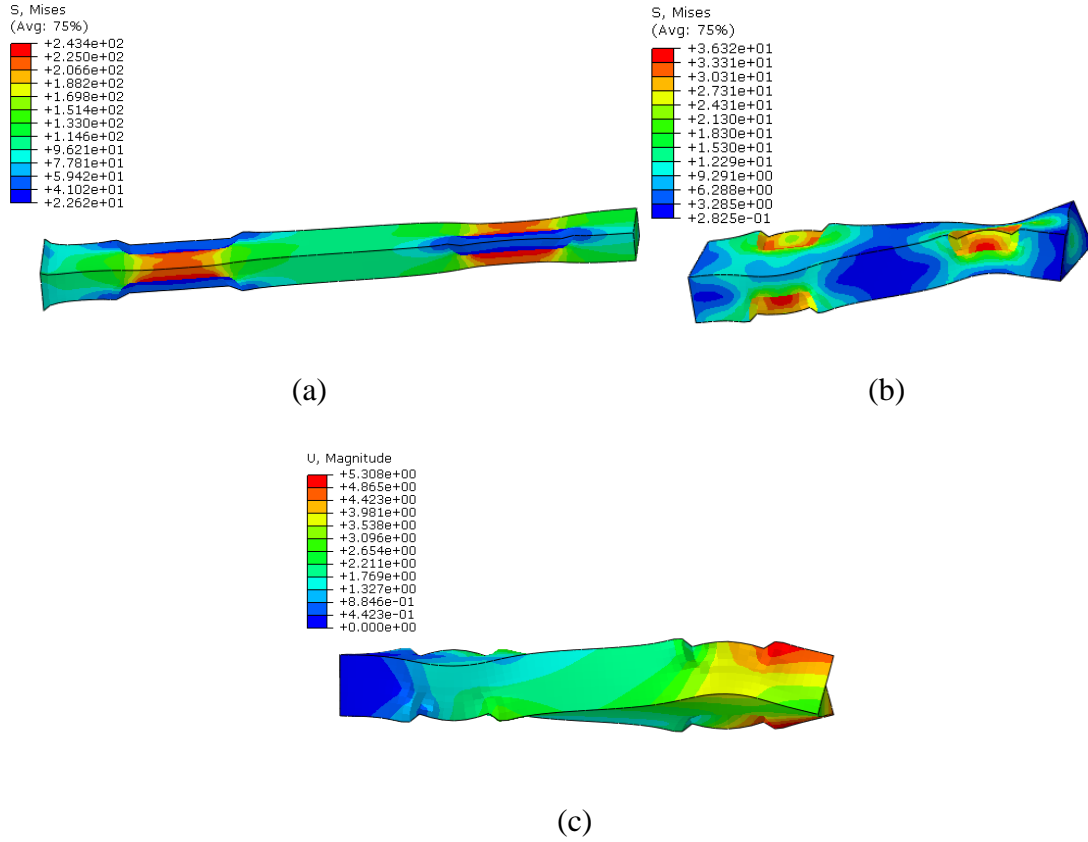 S, Mises
(Avg: 75%)
+2.434e+02
+2.250e+02
+2.066e+02
+1.882e+02
+1.698e+02
+1.514e+02
+1.330e+02
+1.146e+02
+9.621e+01
+7.781e+01
+5.942e+01
+4.102e+01
+2.262e+01
S, Mises
(Avg: 75%)
+3.632e+01
+3.331e+01
+3.031e+01
+2.731e+01
+2.431e+01
+2.130e+01
+1.830e+01
+1.530e+01
+1.229e+01
+9.291e+00
+6.288e+00
+3.285e+00
+2.825e-01
(a)
(b)
U, Magnitude
+5.308e+00
+4.865e+00
+4.423e+00
+3.981e+00
+3.538e+00
+3.096e+00
+2.654e+00
+2.211e+00
+1.769e+00
+1.327e+00
+8.846e-01
+4.423e-01
+0.000e+00
(c)